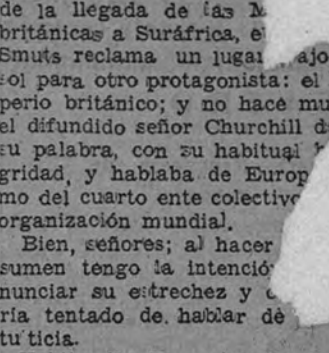 de la llegada de las
británicas a Suráfrica,
Smuts reclama un lugar
sol para otro protagonista: el
perio británico; y no hace mu
el difundido señor Churchill d
su palabra, con su habitual
gridad, y hablaba de Europ
mo del cuarto ente colectivo
organización mundial.
Bien, señores; al hacer
sumen tengo la intención
nunciar su estrechez y
ría tentado de. hablar de
tu ticia.